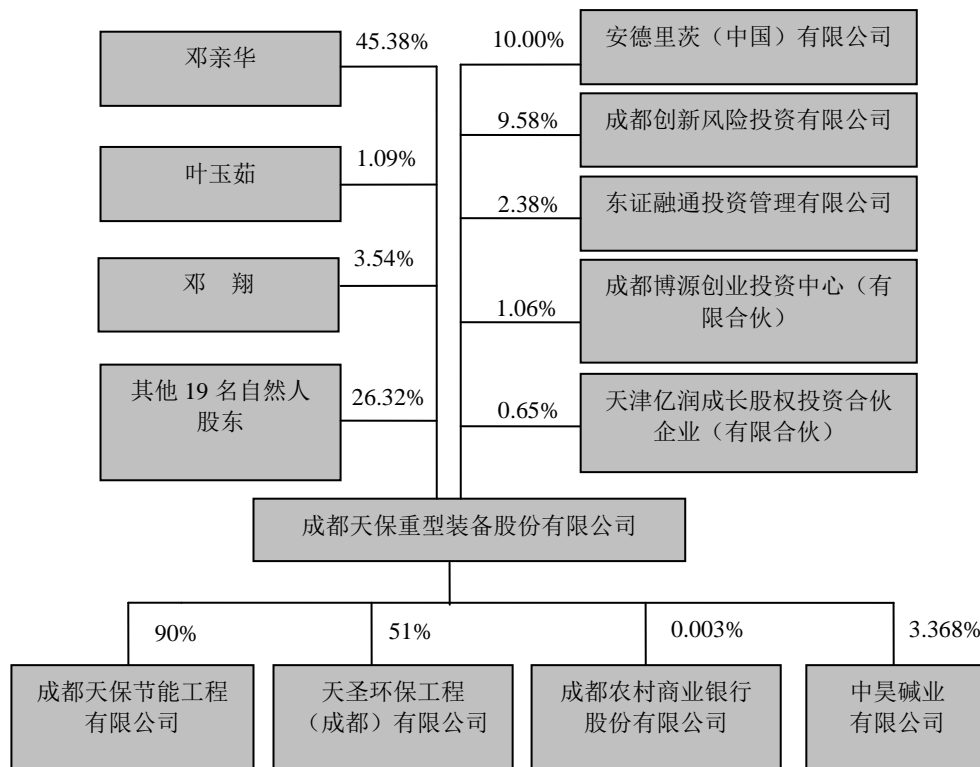 邓亲华
45.38%
叶玉茹
1.09%
邓 翔
3.54%
其他 19 名自然人
股东
26.32%
10.00%
安德里茨（中国）有限公司
9.58%
成都创新风险投资有限公司
2.38%
东证融通投资管理有限公司
1.06%
成都博源创业投资中心（有
限合伙）
0.65%
天津亿润成长股权投资合伙
企业（有限合伙）
成都天保重型装备股份有限公司
90%
51%
0.003%
3.368%
成都天保节能工程
有限公司
天圣环保工程
（成都）有限公司
成都农村商业银行
股份有限公司
中昊碱业
有限公司